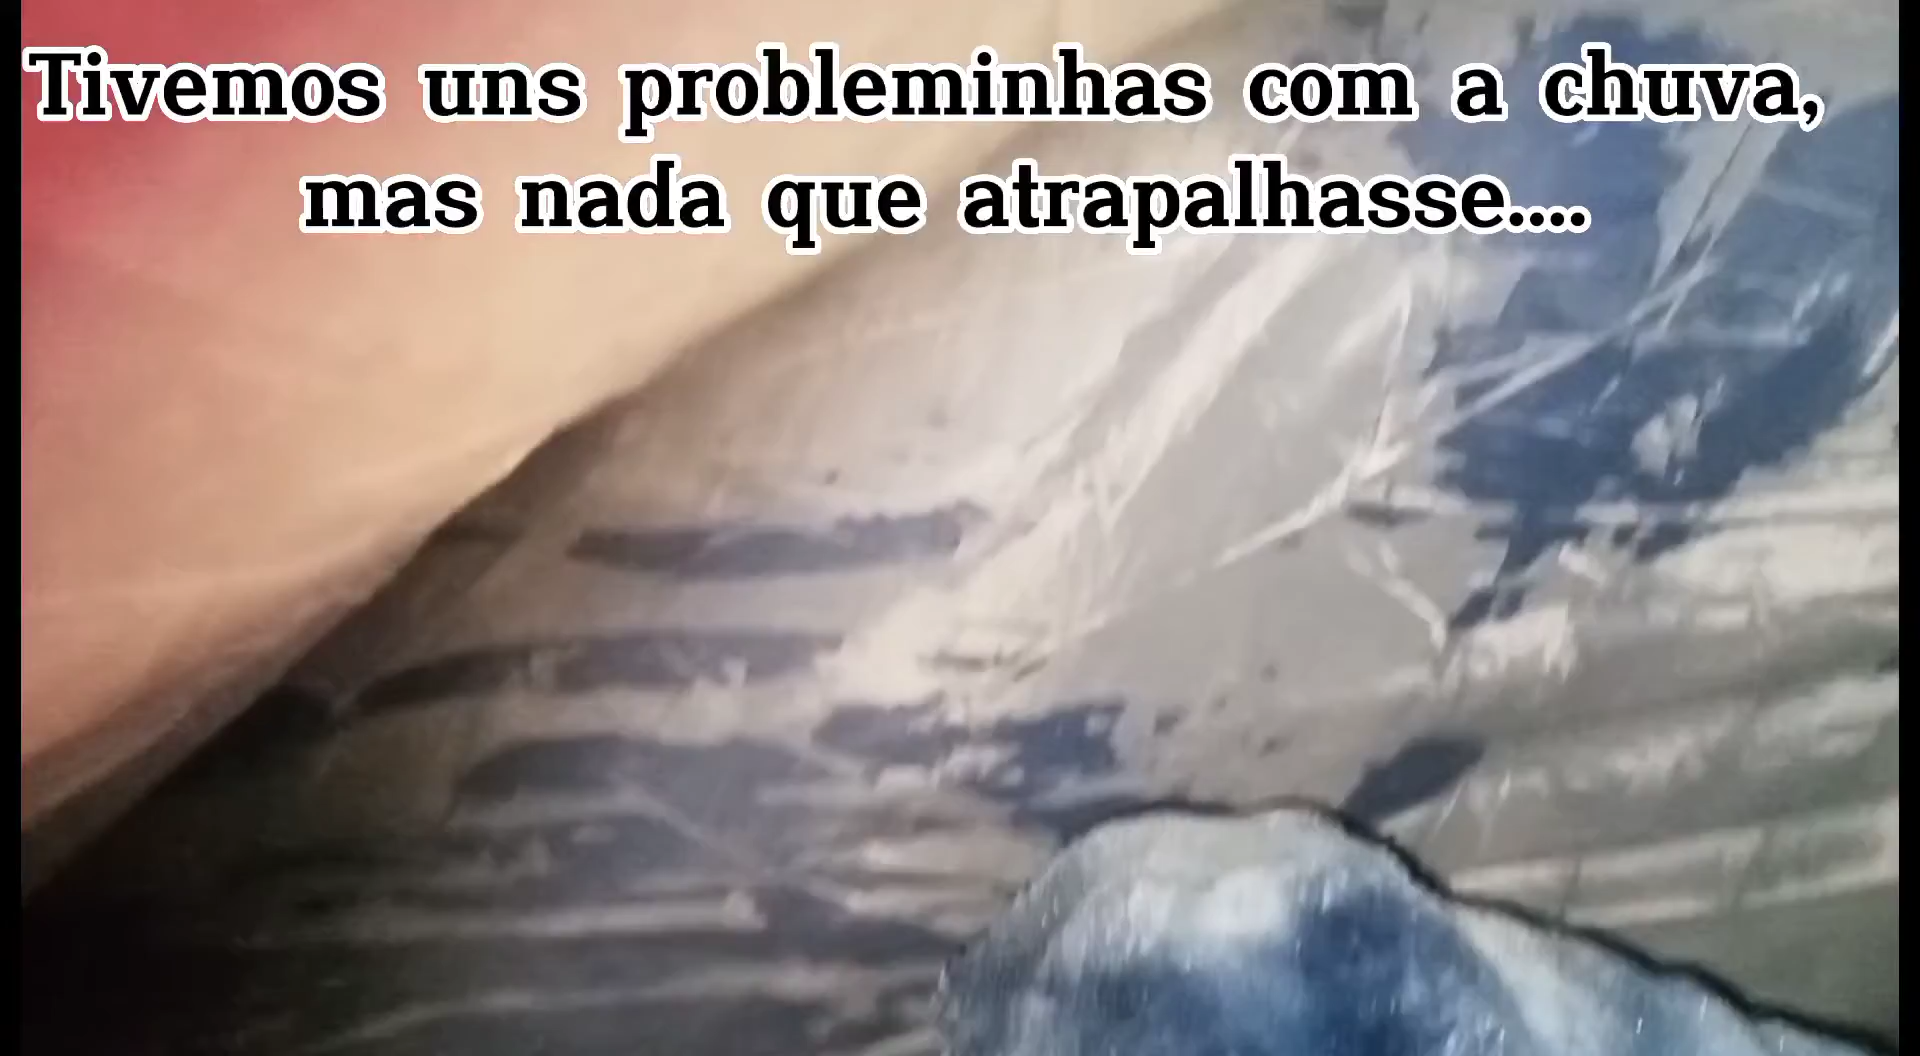 Tivemos uns probleminhas com a chuva,
mas nada que atrapalhasse....